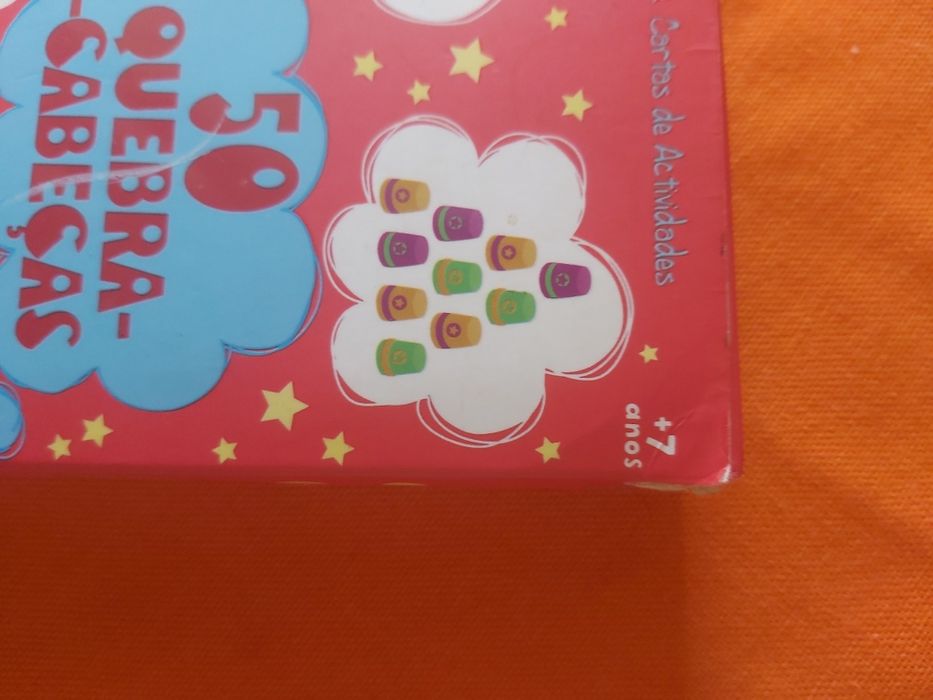 Cartas de Actividades
50
QUEBRA-
-CABEÇAS
+7
anos